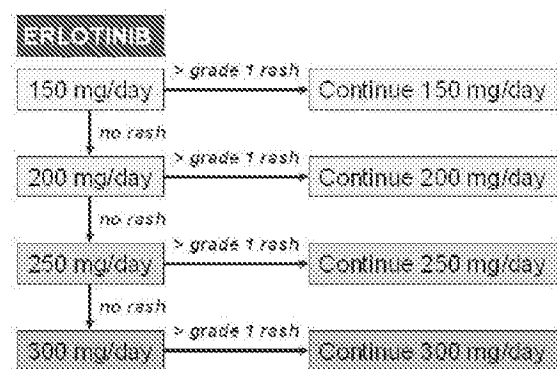 ERLOTINIB
150 mg/day
> grade 1 rash
Continue 150 mg/day
no rash
200 mg/day
> grade 1 rash
Continue 200 mg/day
no rash
250 mg/day
> grade 1 rash
Continue 250 mg/day
no rash
300 mg/day
> grade 1 rash
Continue 300 mg/day